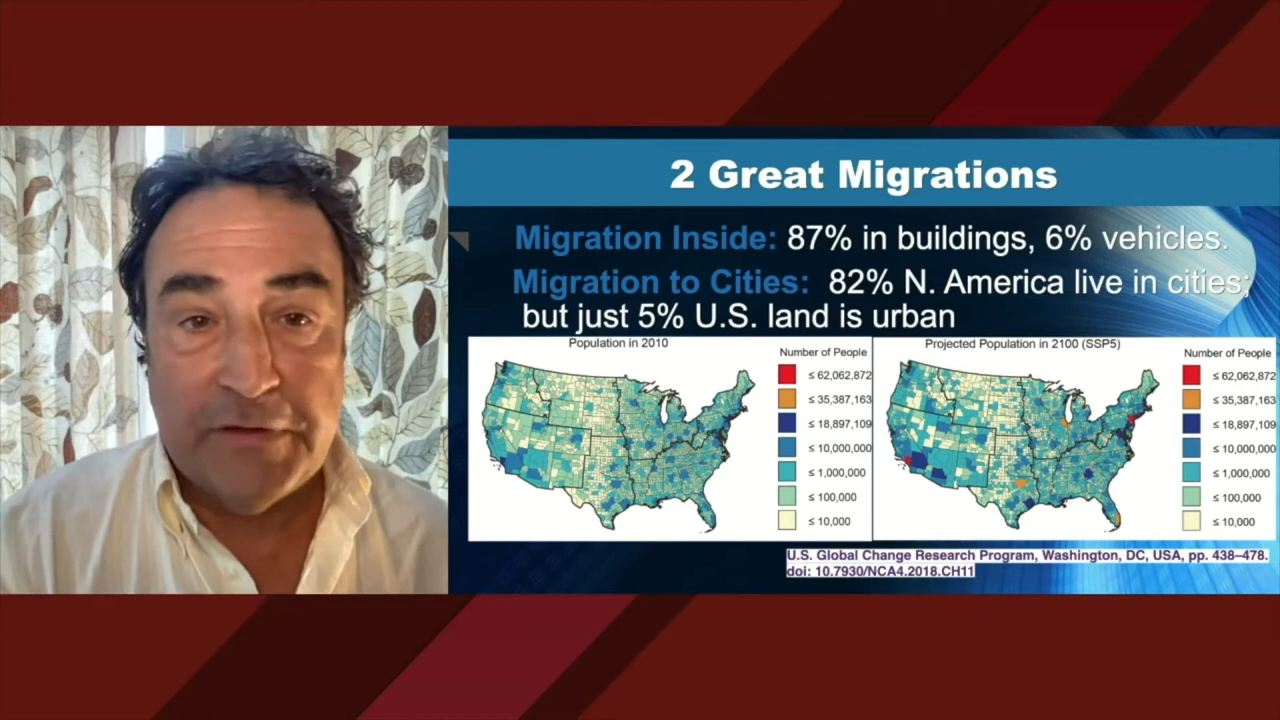 2 Great Migrations
Migration Inside: 87% in buildings, 6% vehicles.
Migration to Cities: 82% N. America live in cities;
but just 5% U.S. land is urban
Population in 2010
Number of People
≤ 62,062,872
≤ 35,387,163
≤ 18,897,109
≤ 10,000,000
≤ 1,000,000
≤ 100,000
≤ 10,000
Projected Population in 2100 (SSP5)
Number of People
≤ 62,062,872
≤ 35,387,163
≤ 18,897,109
≤ 10,000,000
≤ 1,000,000
≤ 100,000
≤ 10,000
U.S. Global Change Research Program, Washington, DC, USA, pp. 438–478.
doi: 10.7930/NCA4.2018.CH11